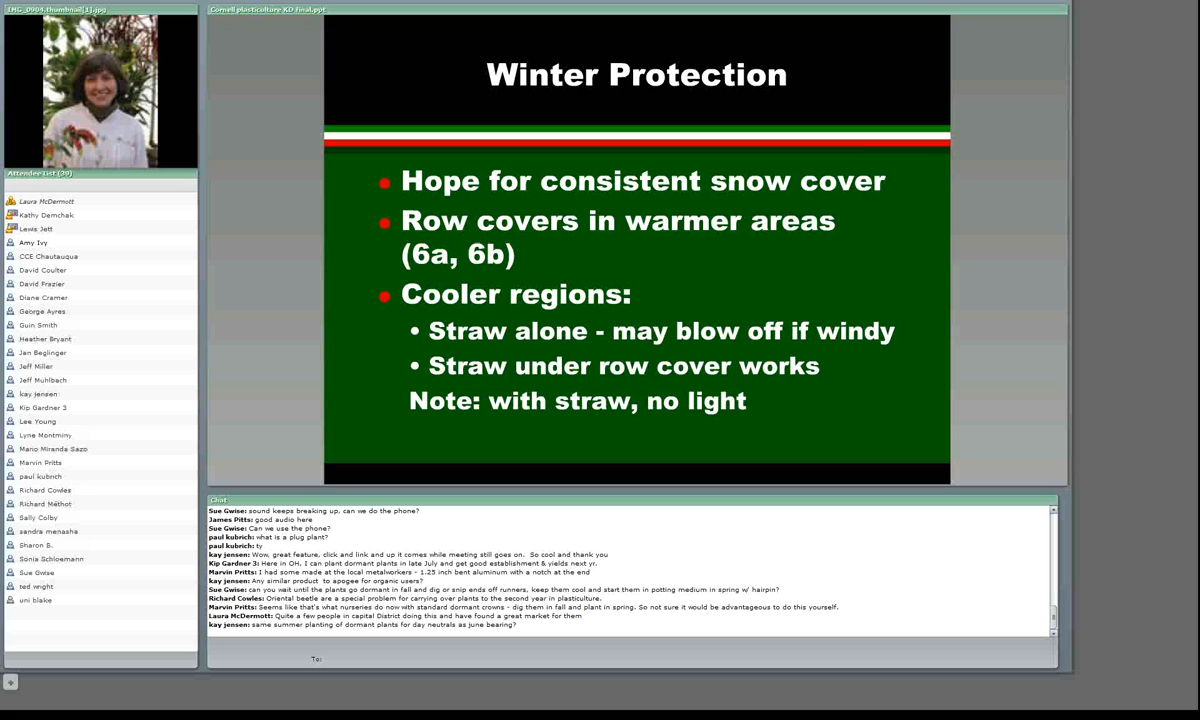 IMG_0904.thumbnail[1].jpg
Cornell plasticulture KD final.ppt
Winter Protection
● Hope for consistent snow cover
● Row covers in warmer areas
(6a, 6b)
● Cooler regions:
• Straw alone - may blow off if windy
• Straw under row cover works
Note: with straw, no light
Attendee List (39)
Laura McDermott
Kathy Demchak
Lewis Jett
Amy Ivy
CCE Chautauqua
David Coulter
David Frazier
Diane Cramer
George Ayres
Guin Smith
Heather Bryant
Jan Beglinger
Jeff Miller
Jeff Muhlbach
kay jensen
Kip Gardner 3
Lee Young
Lyne Montminy
Mario Miranda Sazo
Marvin Pritts
paul kubrich
Richard Cowles
Richard Méthot
Sally Colby
sandra menasha
Sharon B.
Sonia Schloemann
Sue Gwise
ted wright
uni blake
Chat
Sue Gwise: sound keeps breaking up, can we do the phone?
James Pitts: good audio here
Sue Gwise: Can we use the phone?
paul kubrich: what is a plug plant?
paul kubrich: ty
kay jensen: Wow, great feature, click and link and up it comes while meeting still goes on. So cool and thank you
Kip Gardner 3: Here in OH, I can plant dormant plants in late July and get good establishment & yields next yr.
Marvin Pritts: I had some made at the local metalworkers - 1.25 inch bent aluminum with a notch at the end
kay jensen: Any similar product to apogee for organic users?
Sue Gwise: can you wait until the plants go dormant in fall and dig or snip ends off runners, keep them cool and start them in potting medium in spring w/ hairpin?
Richard Cowles: Oriental beetle are a special problem for carrying over plants to the second year in plasticulture.
Marvin Pritts: Seems like that's what nurseries do now with standard dormant crowns - dig them in fall and plant in spring. So not sure it would be advantageous to do this yourself.
Laura McDermott: Quite a few people in capital District doing this and have found a great market for them
kay jensen: same summer planting of dormant plants for day neutrals as june bearing?
To: